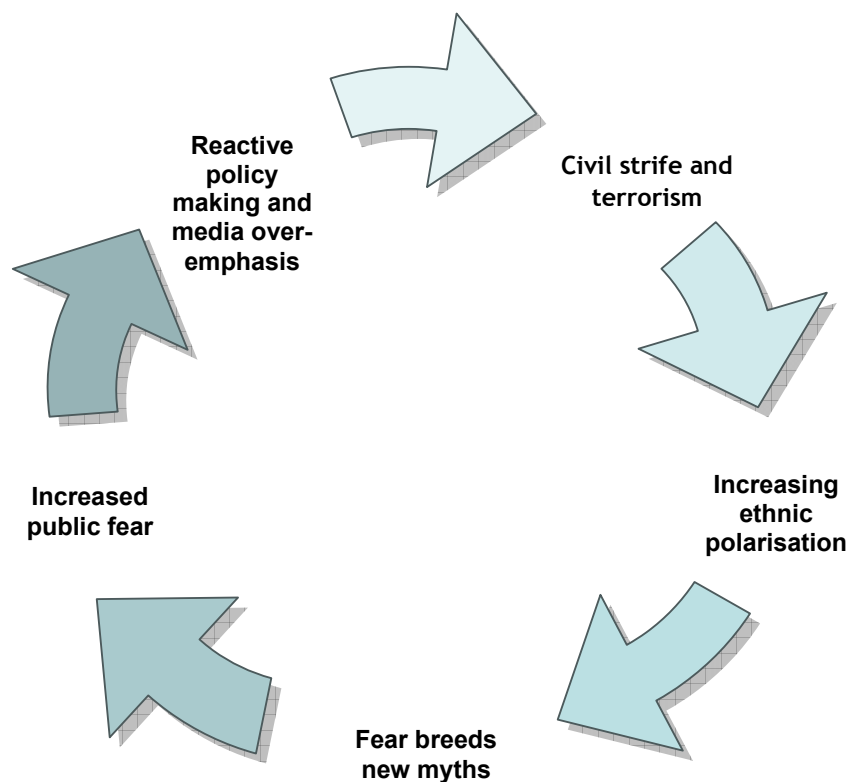 Reactive
policy
making and
media over-
emphasis
Civil strife and
terrorism
Increasing
ethnic
polarisation
Fear breeds
new myths
Increased
public fear